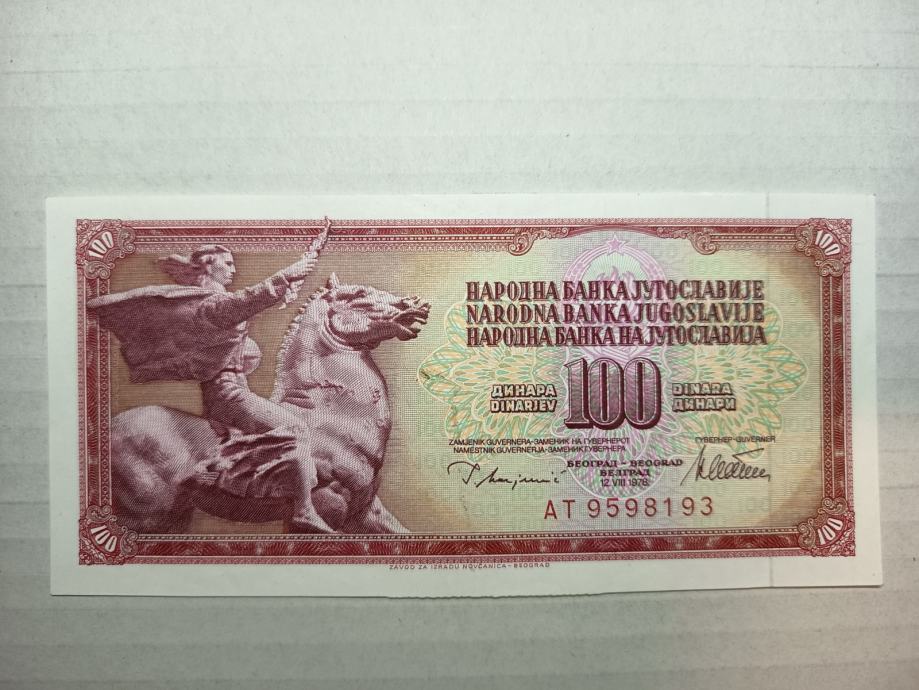 100
100
НАРОДНА БАНКА ЈУГОСЛАВИЈЕ
NARODNA BANKA JUGOSLAVIJE
НАРОДНА БАНКА НА ЈУГОСЛАВИЈА
ДИНАРА
DINARJEV
100
DINARA
ДИНАРИ
ZAMJENIK GUVERNERA-ЗАМЕНИК НА ГУВЕРНЕРОТ
NAMESTNIK GUVERNERJA-ЗАМЕНИК ГУВЕРНЕРА
ГУВЕРНЕР-GUVERNER
БЕОГРАД - BEOGRAD
БЕЛГРАД
12. VIII 1978
AT 9598193
100
100
ZAVOD ZA IZRADU NOVČANICA - BEOGRAD